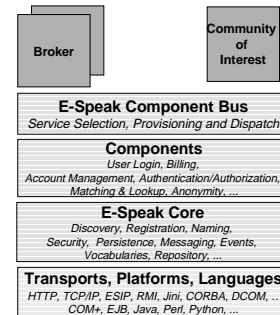 Broker
Community
of
Interest
E-Speak Component Bus
Service Selection, Provisioning and Dispatch
Components
User Login, Billing,
Account Management, Authentication/Authorization,
Matching & Lookup, Anonymity, ...
E-Speak Core
Discovery, Registration, Naming,
Security, Persistence, Messaging, Events,
Vocabularies, Repository, ...
Transports, Platforms, Languages
HTTP, TCP/IP, ESIP, RMI, Jini, CORBA, DCOM, ...
COM+, EJB, Java, Perl, Python, ...